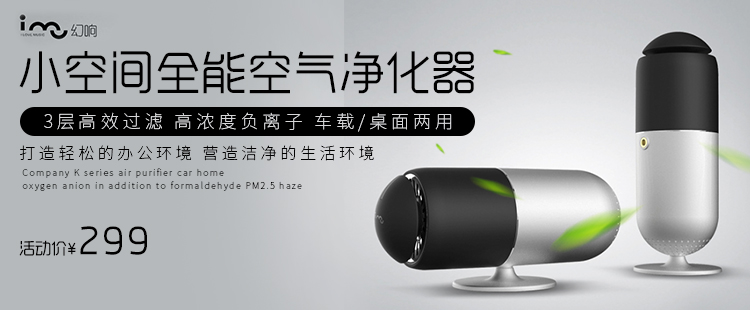 imu 幻响
小空间全能空气净化器
3层高效过滤 高浓度负离子 车载/桌面两用
打造轻松的办公环境 营造洁净的生活环境
Company K series air purifier car home
oxygen anion in addition to formaldehyde PM2.5 haze
活动价¥299